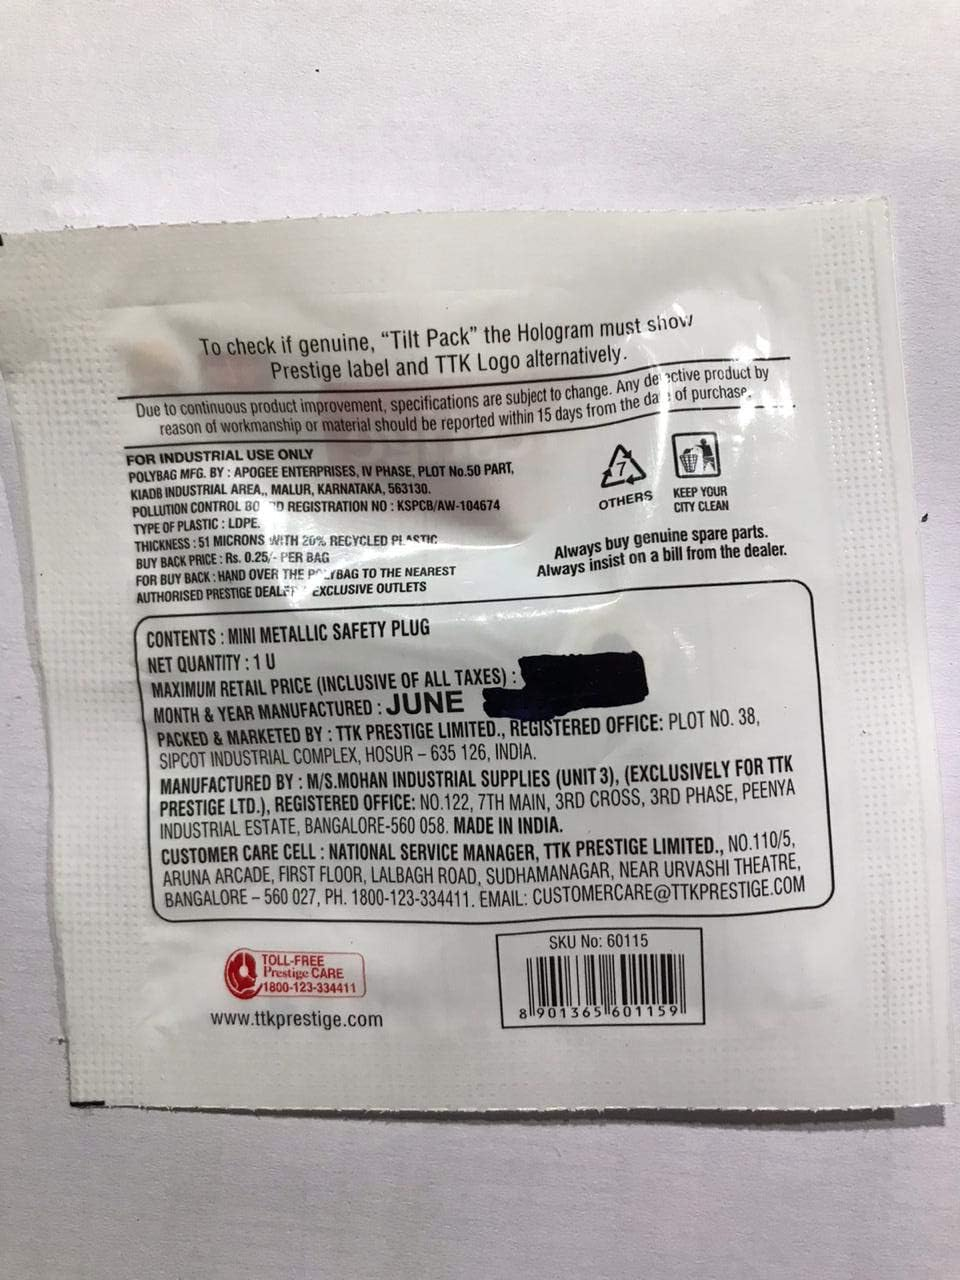 To check if genuine, “Tilt Pack” the Hologram must show
Prestige label and TTK Logo alternatively.
Due to continuous product improvement, specifications are subject to change. Any defective product by
reason of workmanship or material should be reported within 15 days from the date of purchase.
FOR INDUSTRIAL USE ONLY
POLYBAG MFG. BY : APOGEE ENTERPRISES, IV PHASE, PLOT No.50 PART,
KIADB INDUSTRIAL AREA,, MALUR, KARNATAKA, 563130.
POLLUTION CONTROL BOARD REGISTRATION NO : KSPCB/AW-104674
TYPE OF PLASTIC : LDPE.
THICKNESS : 51 MICRONS WITH 20% RECYCLED PLASTIC
BUY BACK PRICE : Rs. 0.25/- PER BAG
FOR BUY BACK : HAND OVER THE POLYBAG TO THE NEAREST
AUTHORISED PRESTIGE DEALER / EXCLUSIVE OUTLETS
7
OTHERS
KEEP YOUR
CITY CLEAN
Always buy genuine spare parts.
Always insist on a bill from the dealer.
CONTENTS : MINI METALLIC SAFETY PLUG
NET QUANTITY : 1 U
MAXIMUM RETAIL PRICE (INCLUSIVE OF ALL TAXES) :
MONTH & YEAR MANUFACTURED : JUNE
PACKED & MARKETED BY : TTK PRESTIGE LIMITED., REGISTERED OFFICE: PLOT NO. 38,
SIPCOT INDUSTRIAL COMPLEX, HOSUR – 635 126, INDIA.
MANUFACTURED BY : M/S.MOHAN INDUSTRIAL SUPPLIES (UNIT 3), (EXCLUSIVELY FOR TTK
PRESTIGE LTD.), REGISTERED OFFICE: NO.122, 7TH MAIN, 3RD CROSS, 3RD PHASE, PEENYA
INDUSTRIAL ESTATE, BANGALORE-560 058. MADE IN INDIA.
CUSTOMER CARE CELL : NATIONAL SERVICE MANAGER, TTK PRESTIGE LIMITED., NO.110/5,
ARUNA ARCADE, FIRST FLOOR, LALBAGH ROAD, SUDHAMANAGAR, NEAR URVASHI THEATRE,
BANGALORE – 560 027, PH. 1800-123-334411. EMAIL: CUSTOMERCARE@TTKPRESTIGE.COM
TOLL-FREE
Prestige CARE
1800-123-334411
www.ttkprestige.com
SKU No: 60115
8 901365 601159